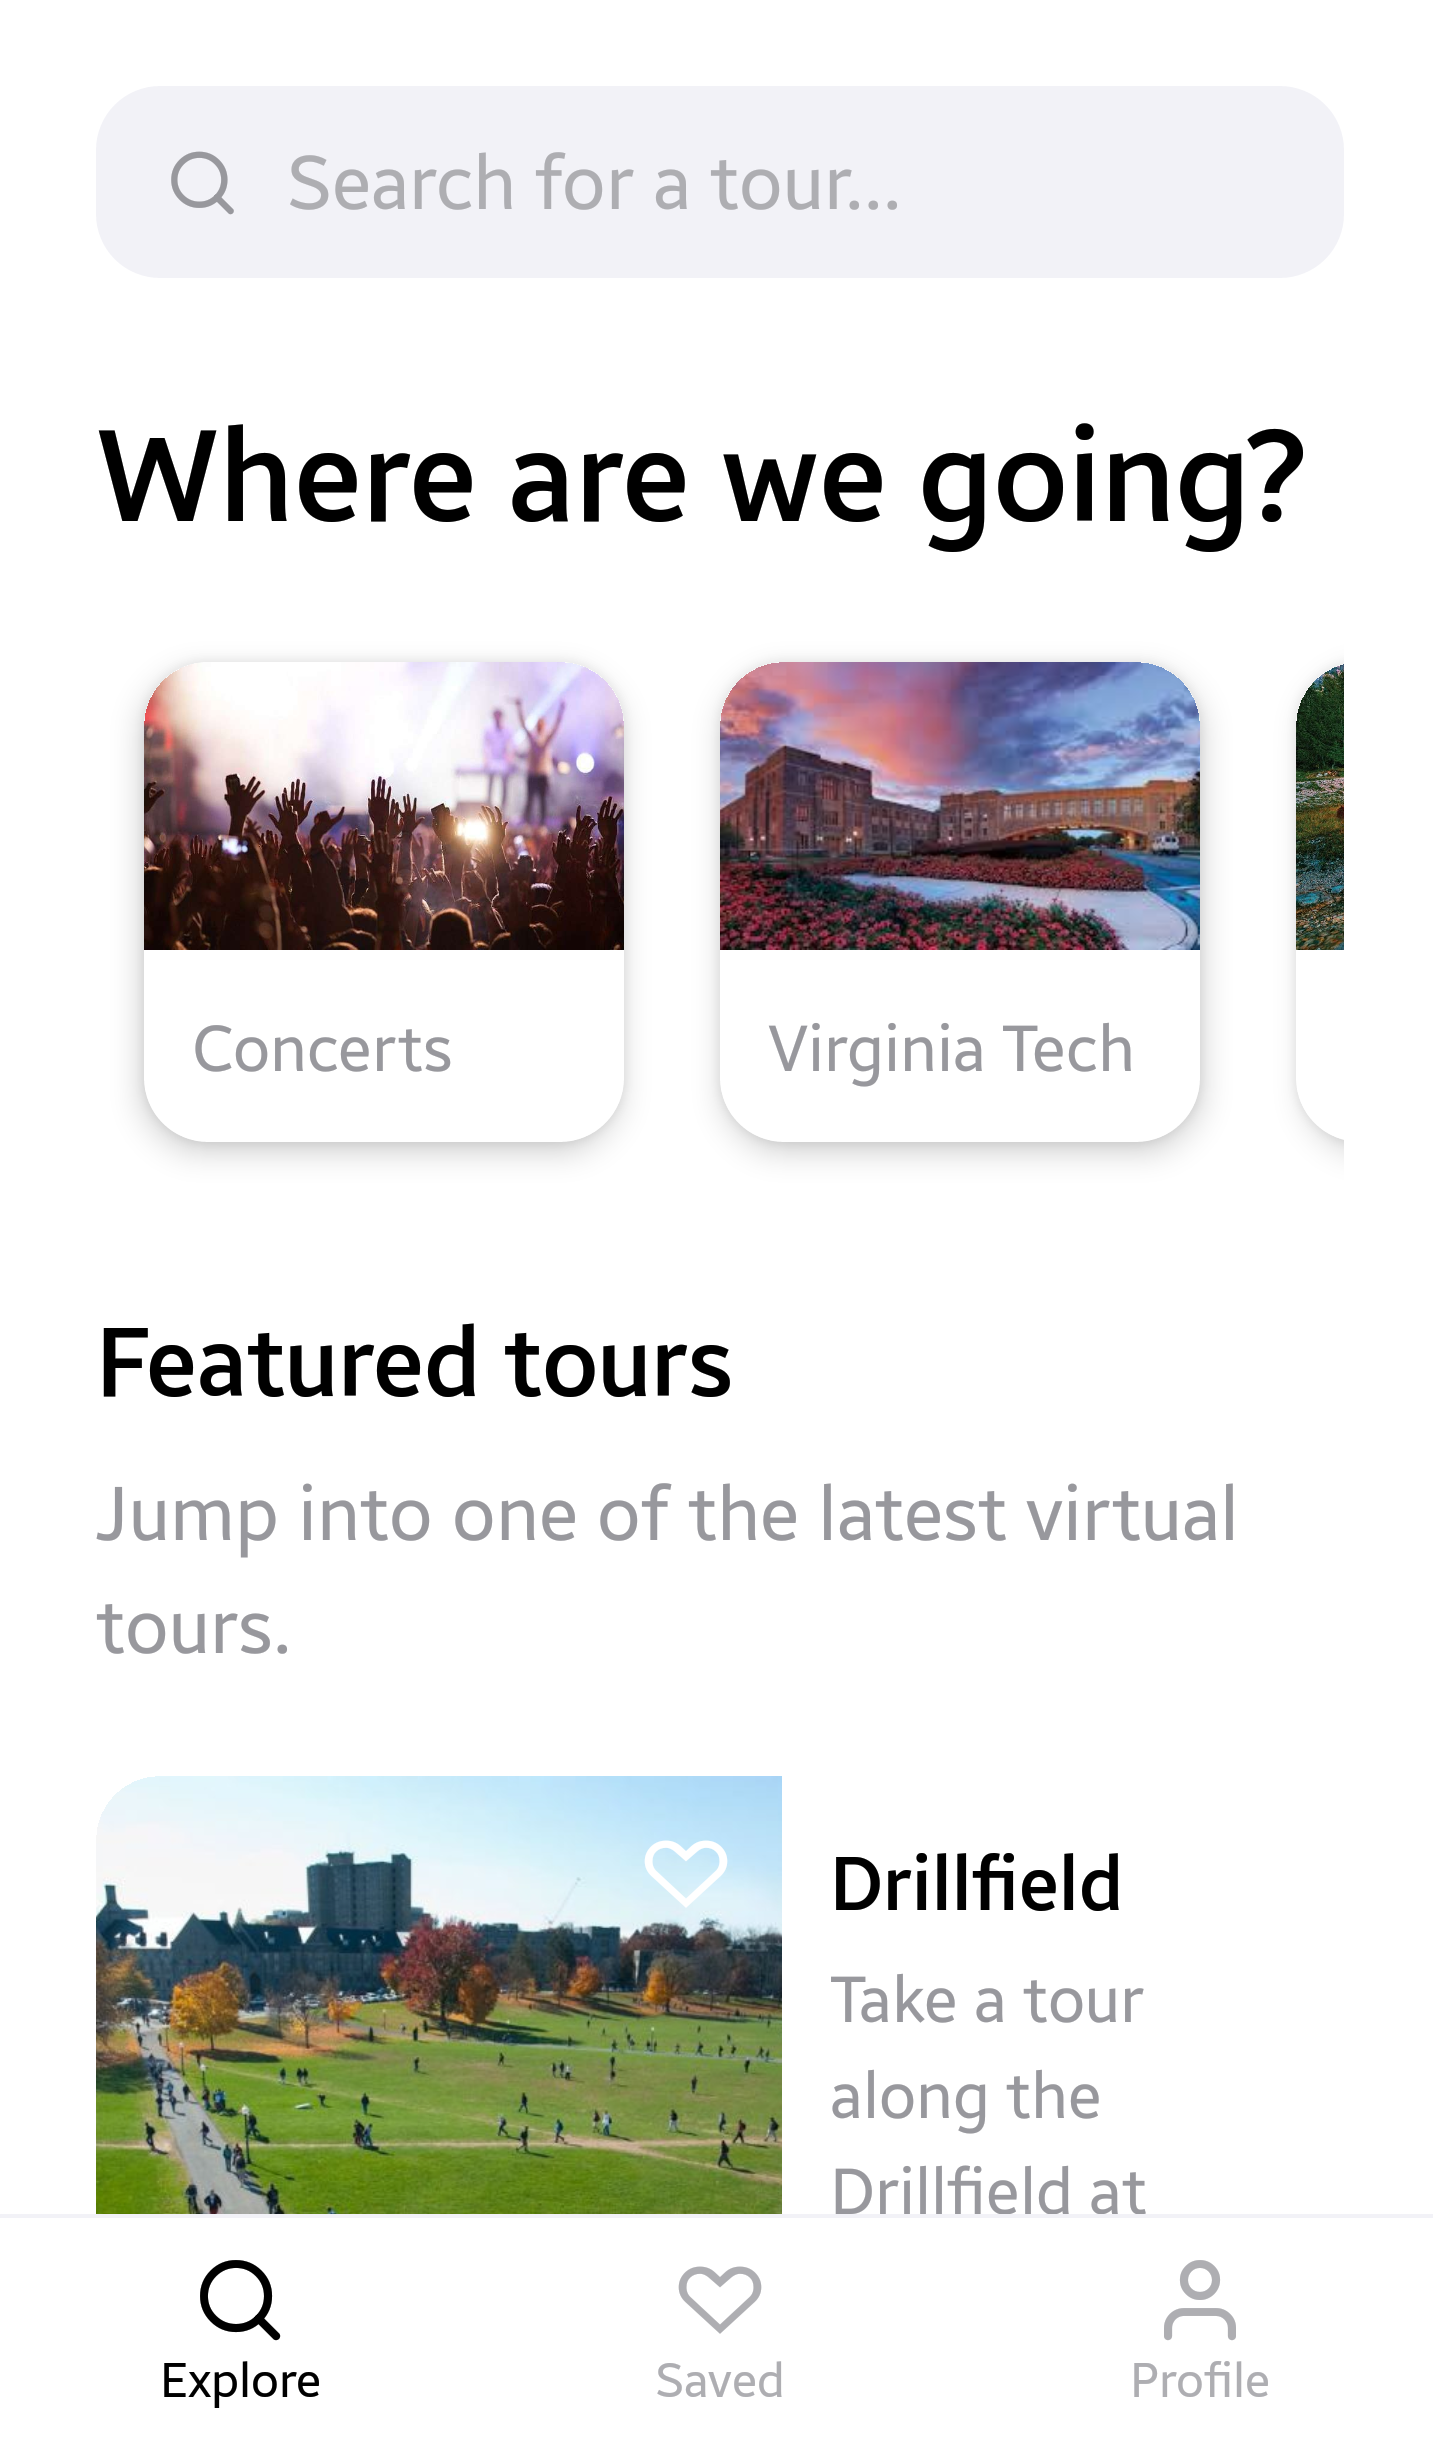 Search for a tour...
Where are we going?
Concerts
Virginia Tech
Featured tours
Jump into one of the latest virtual
tours.
Drillfield
Take a tour
along the
Drillfield at
Explore
Saved
Profile